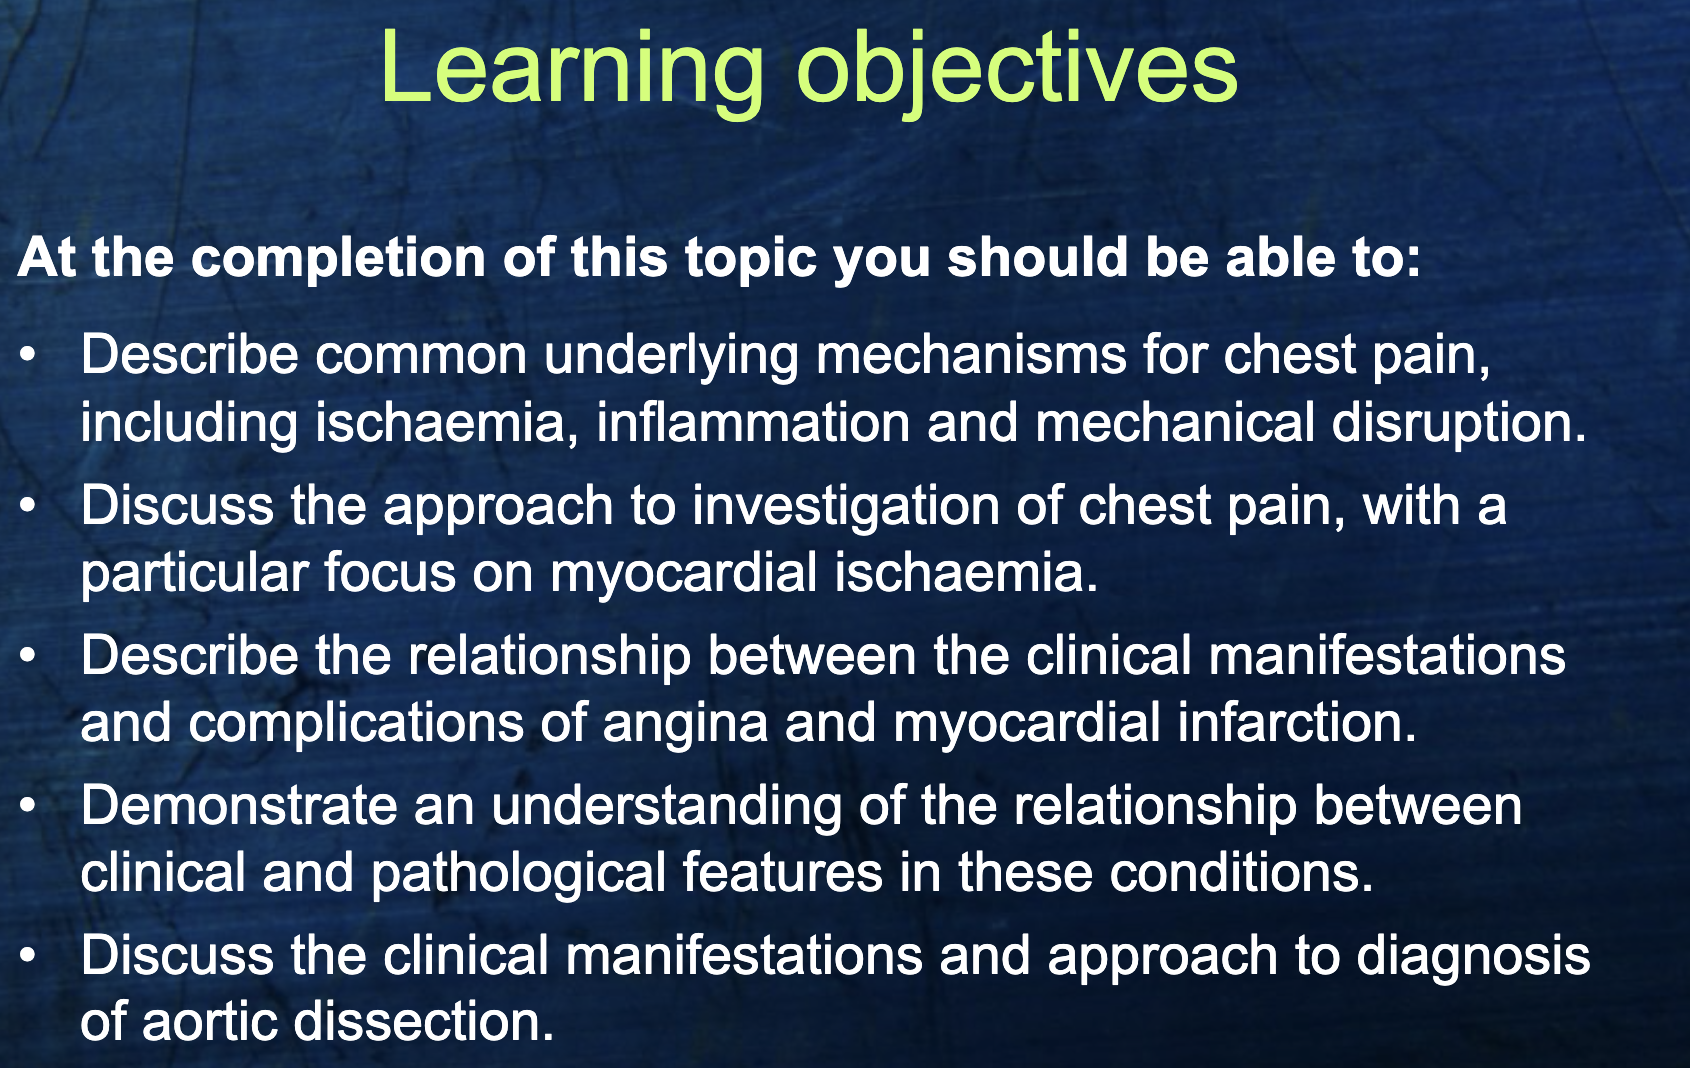 Learning objectives
At the completion of this topic you should be able to:
• Describe common underlying mechanisms for chest pain,
including ischaemia, inflammation and mechanical disruption.
• Discuss the approach to investigation of chest pain, with a
particular focus on myocardial ischaemia.
• Describe the relationship between the clinical manifestations
and complications of angina and myocardial infarction.
• Demonstrate an understanding of the relationship between
clinical and pathological features in these conditions.
• Discuss the clinical manifestations and approach to diagnosis
of aortic dissection.